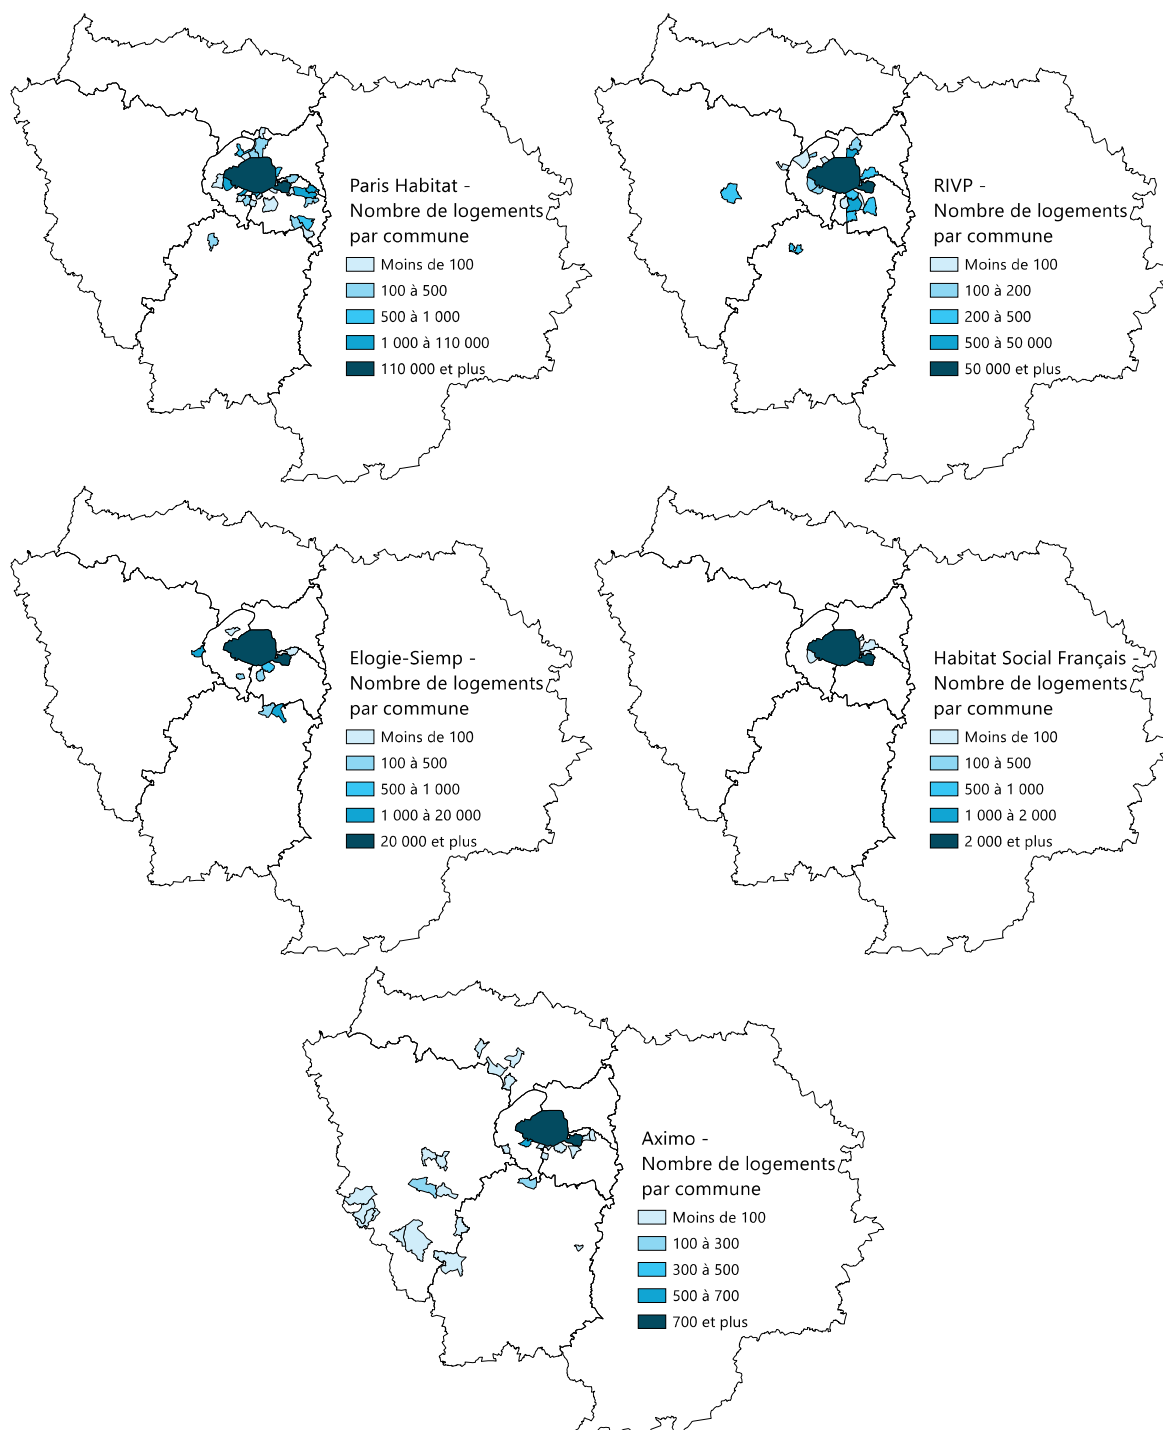 Paris Habitat -
Nombre de logements
par commune
Moins de 100
100 à 500
500 à 1 000
1 000 à 110 000
110 000 et plus
RIVP -
Nombre de logements
par commune
Moins de 100
100 à 200
200 à 500
500 à 50 000
50 000 et plus
Elogie-Siemp -
Nombre de logements
par commune
Moins de 100
100 à 500
500 à 1 000
1 000 à 20 000
20 000 et plus
Habitat Social Français -
Nombre de logements
par commune
Moins de 100
100 à 500
500 à 1 000
1 000 à 2 000
2 000 et plus
Aximo -
Nombre de logements
par commune
Moins de 100
100 à 300
300 à 500
500 à 700
700 et plus